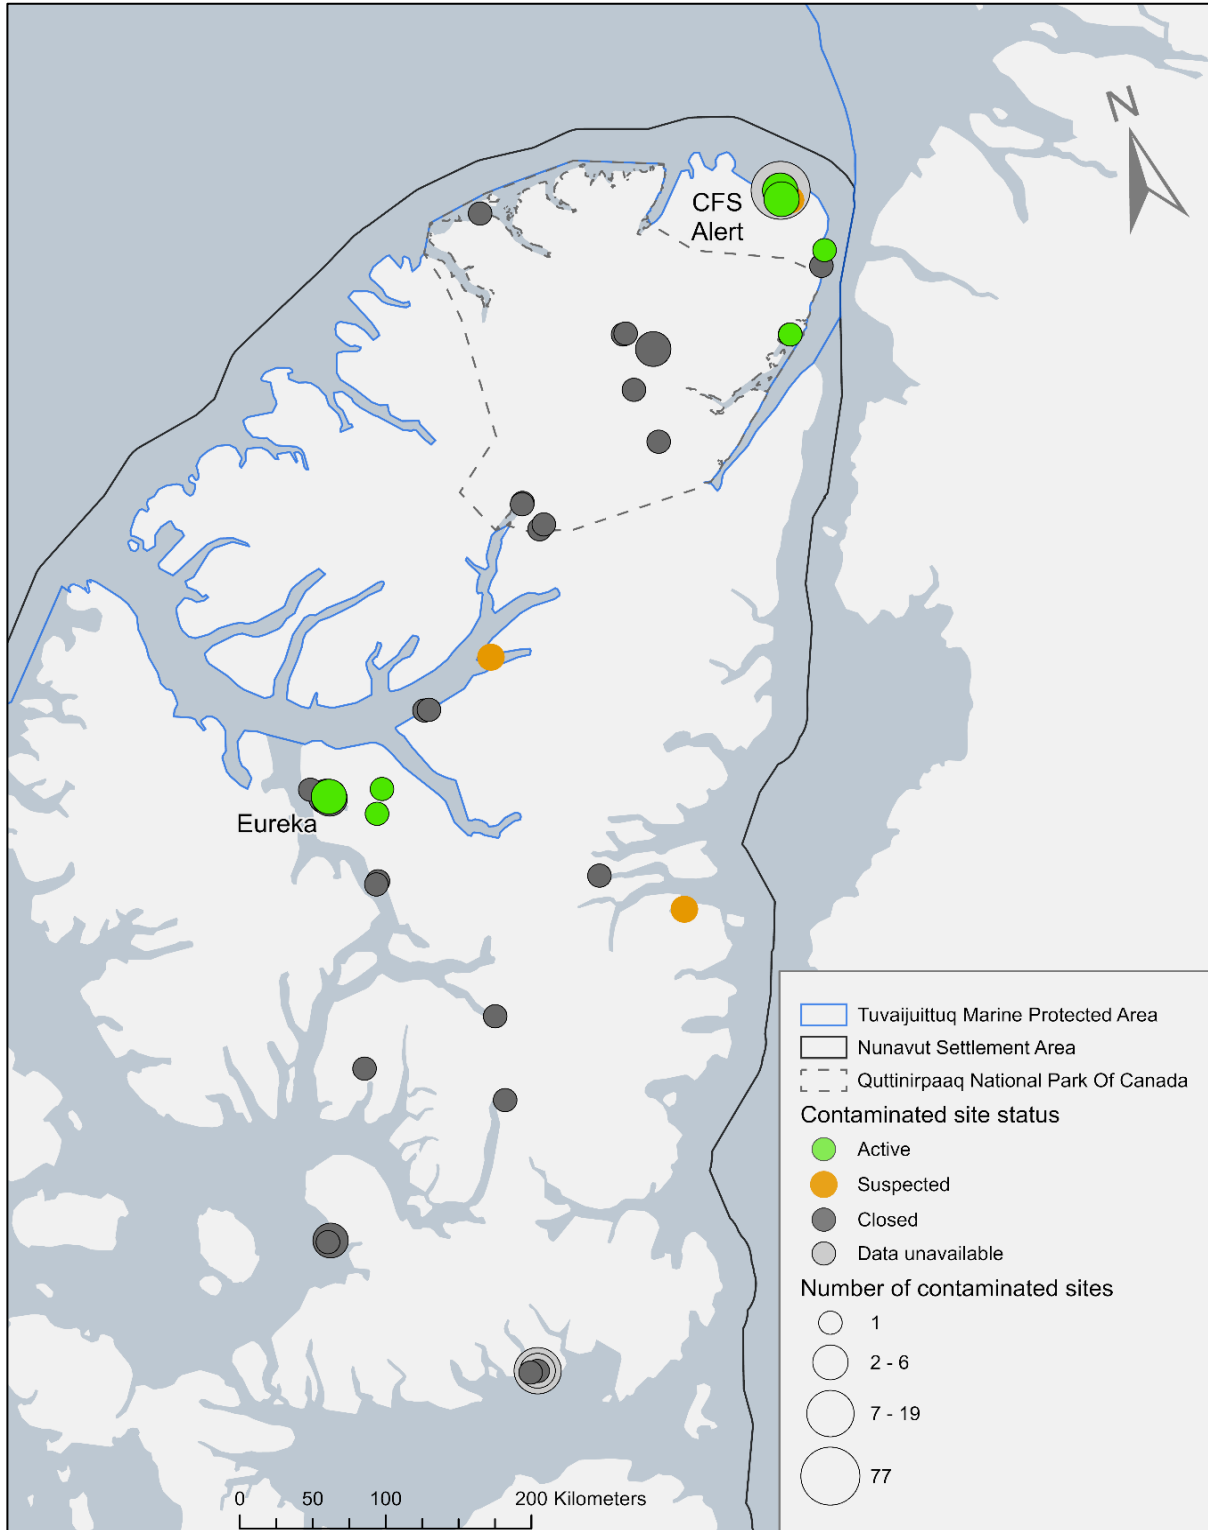 N
CFS
Alert
Eureka
Tuvaijuittuq Marine Protected Area
Nunavut Settlement Area
Quttinirpaaq National Park Of Canada
Contaminated site status
Active
Suspected
Closed
Data unavailable
Number of contaminated sites
1
2 - 6
7 - 19
77
0 50 100 200 Kilometers